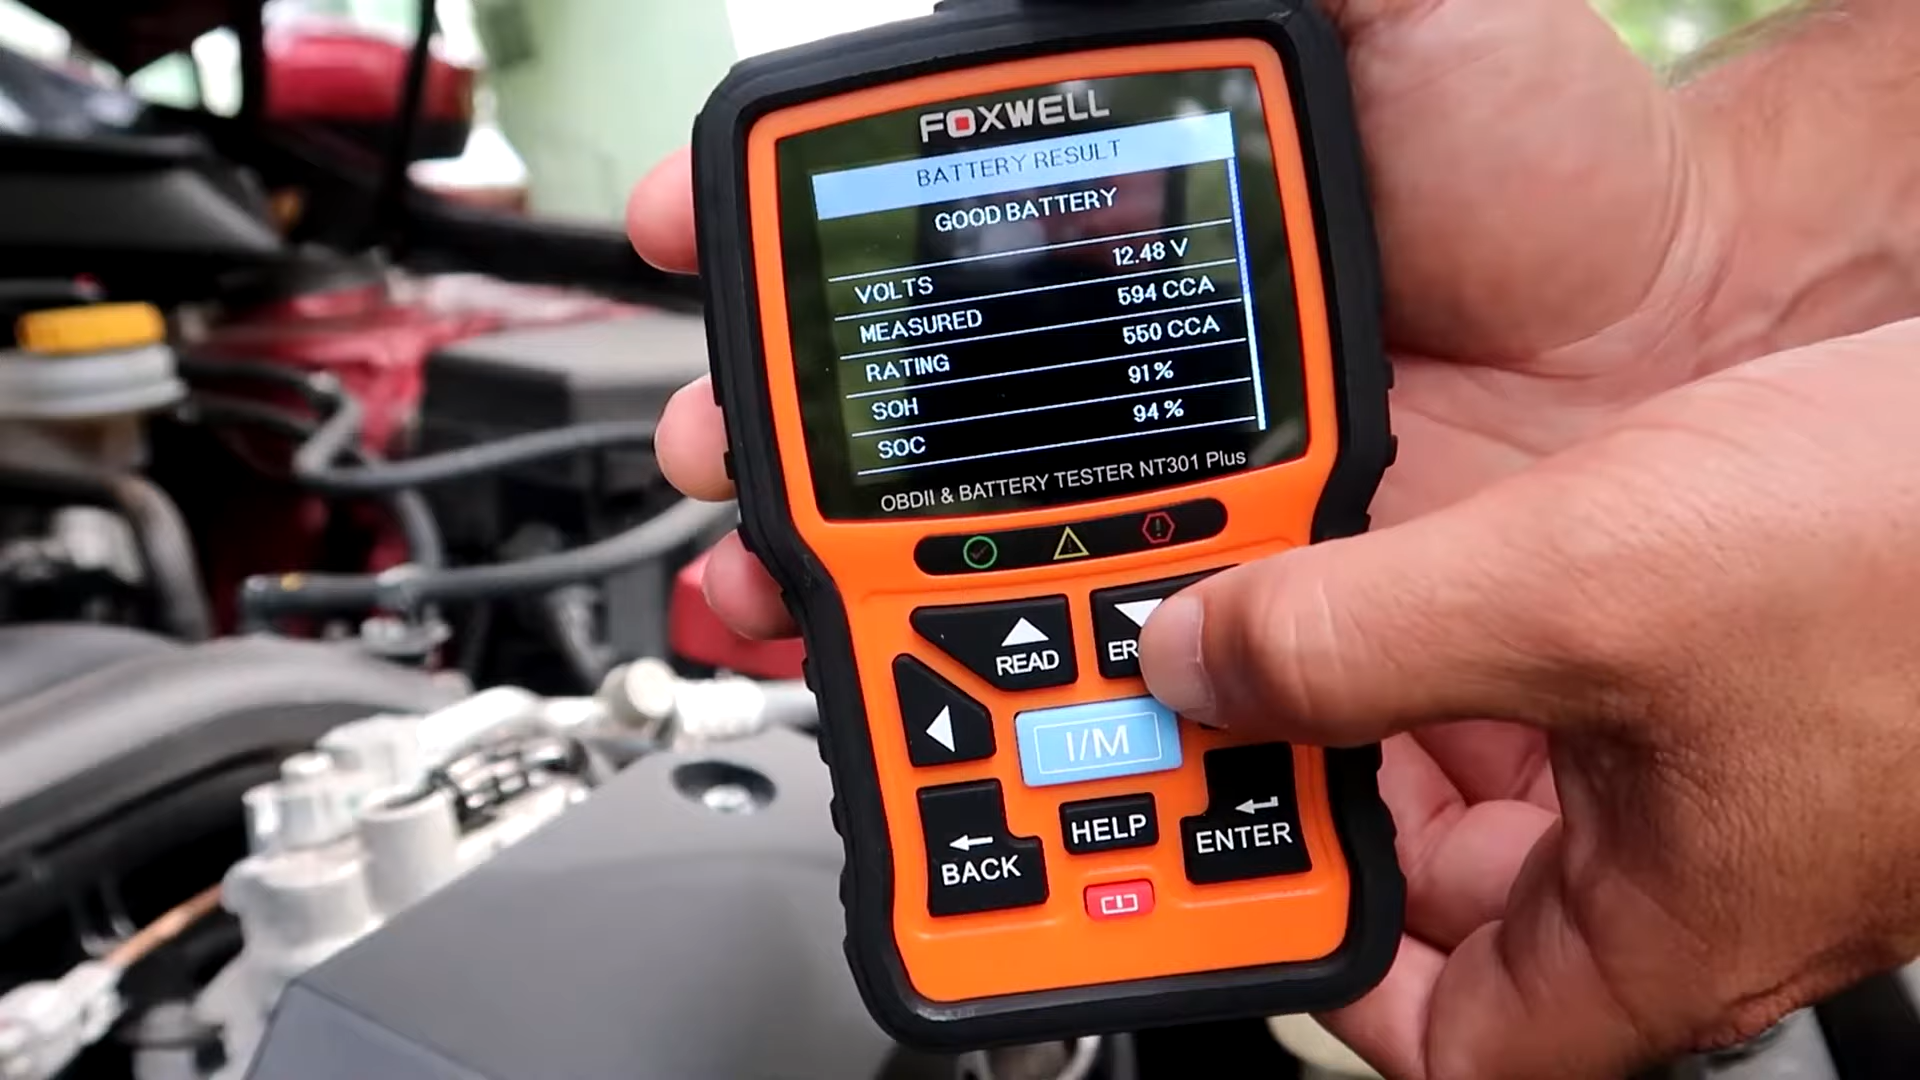 FOXWELL
BATTERY RESULT
GOOD BATTERY
VOLTS 12.48 V
MEASURED 594 CCA
RATING 550 CCA
SOH 91%
SOC 94%
OBDII & BATTERY TESTER NT301 Plus
READ
I/M
HELP
BACK
ENTER